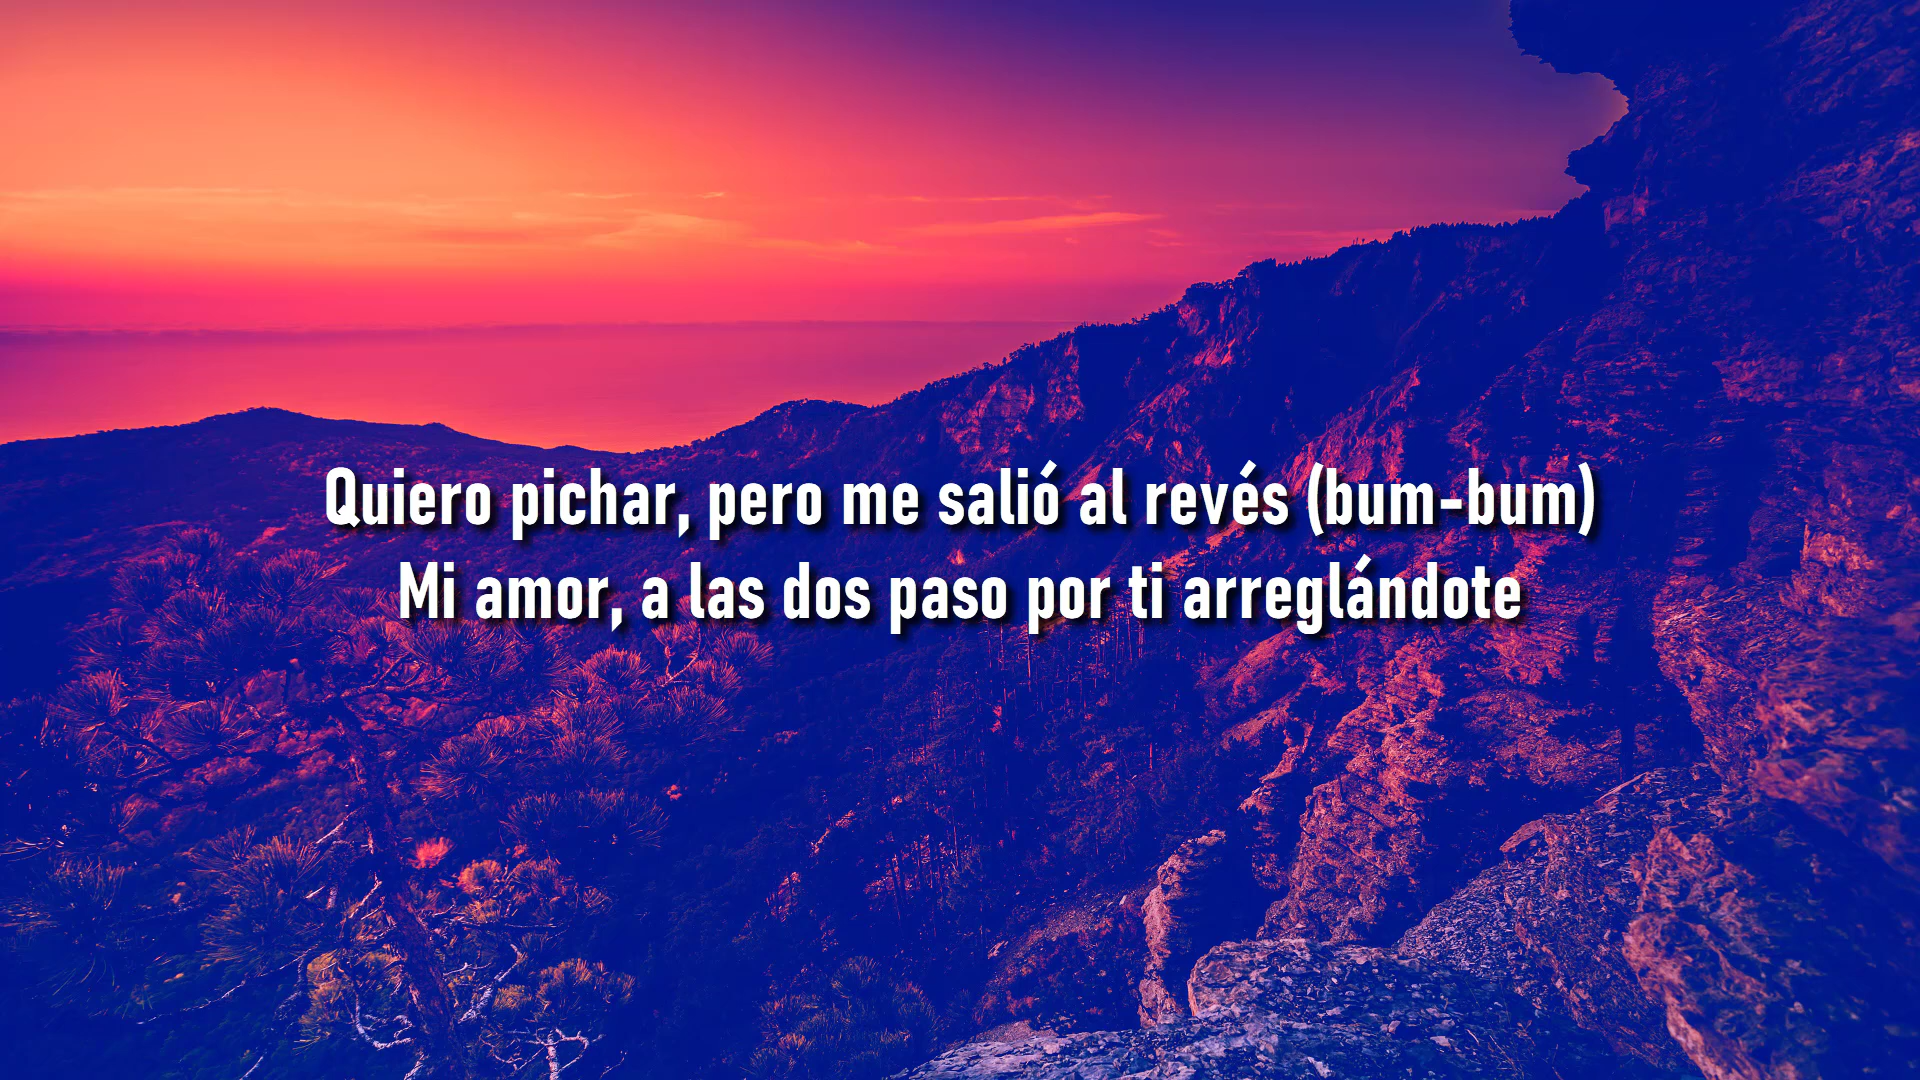 Quiero pichar, pero me salió al revés (bum-bum)
Mi amor, a las dos paso por ti arreglándote